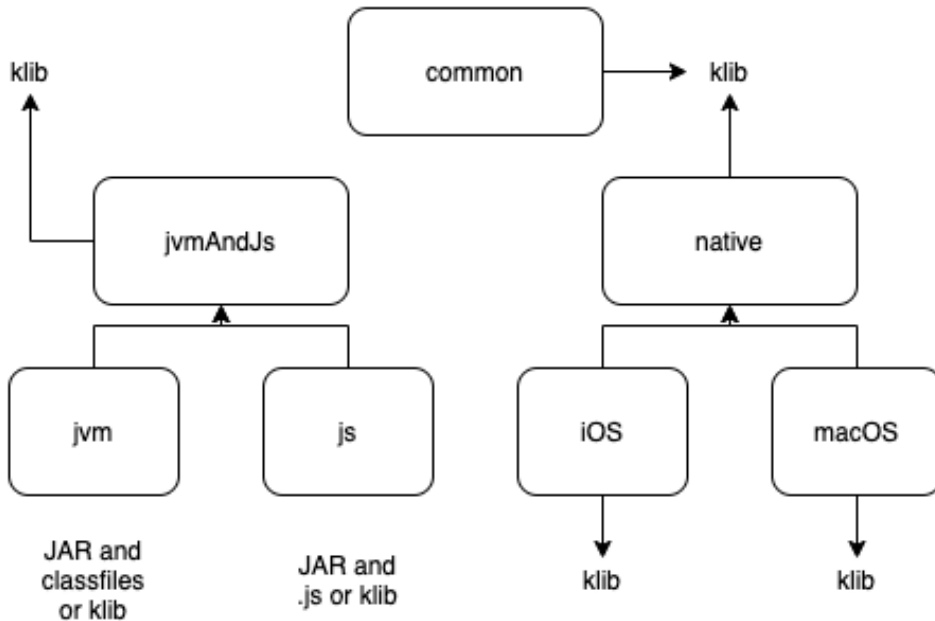 common
klib
klib
jvmAndJs
native
jvm
js
iOS
macOS
JAR and
classfiles
or klib
JAR and
.js or klib
klib
klib